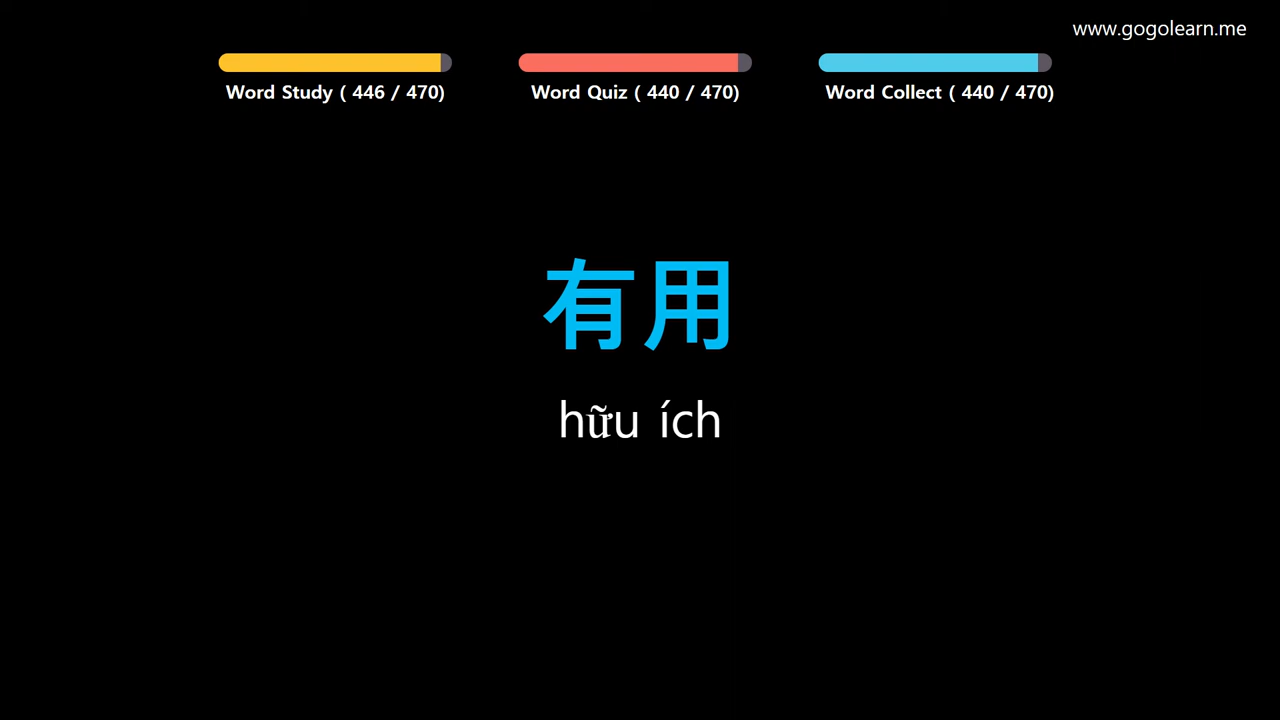 www.gogolearn.me
Word Study ( 446 / 470)
Word Quiz ( 440 / 470)
Word Collect ( 440 / 470)
有用
hữu ích